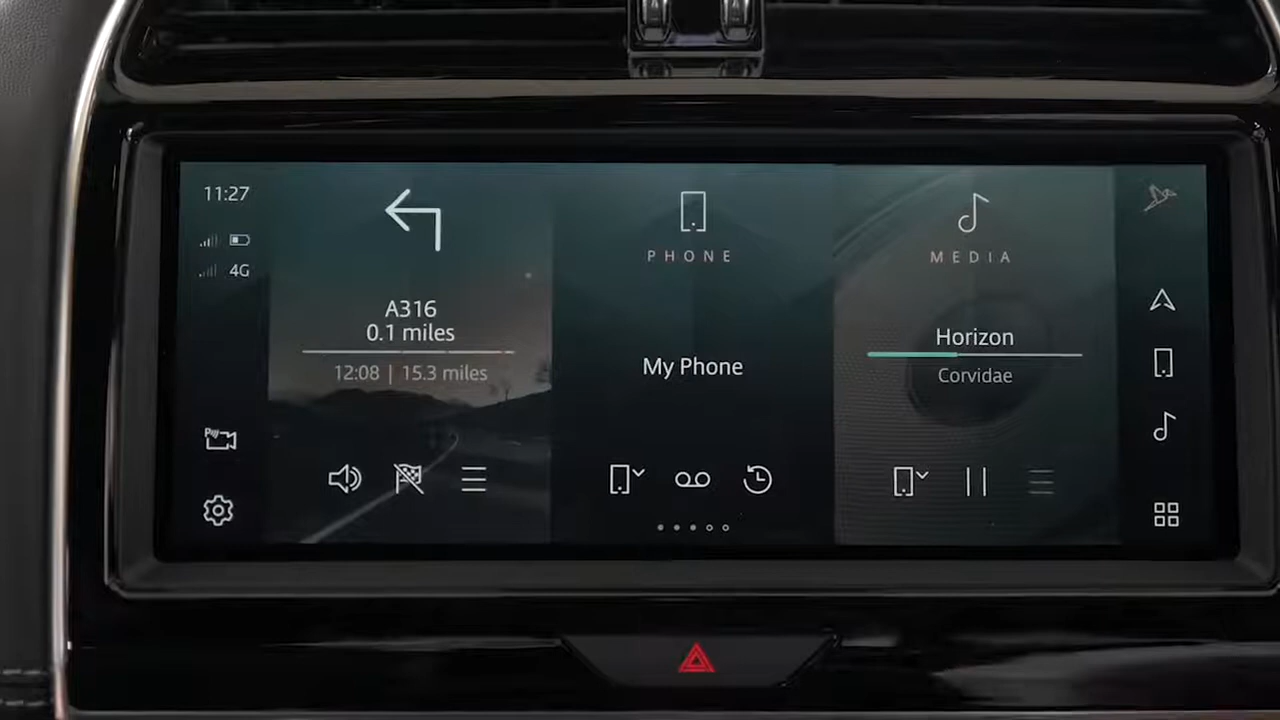 11:27
4G
A316
0.1 miles
12:08 | 15.3 miles
PHONE
My Phone
MEDIA
Horizon
Corvidae